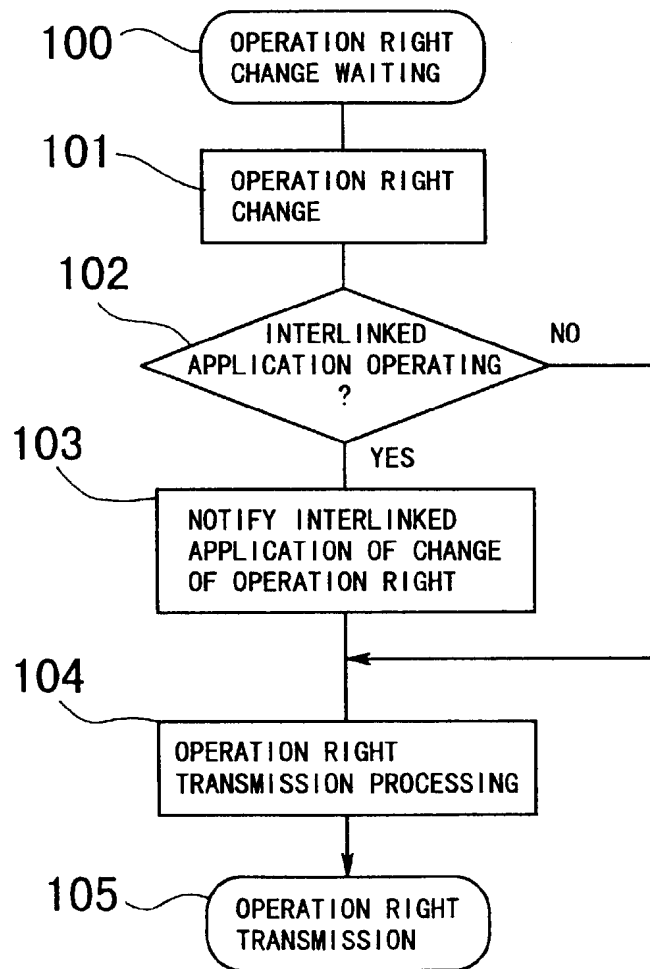 100
OPERATION RIGHT
CHANGE WAITING
101
OPERATION RIGHT
CHANGE
102
INTERLINKED
APPLICATION OPERATING
?
NO
YES
103
NOTIFY INTERLINKED
APPLICATION OF CHANGE
OF OPERATION RIGHT
104
OPERATION RIGHT
TRANSMISSION PROCESSING
105
OPERATION RIGHT
TRANSMISSION